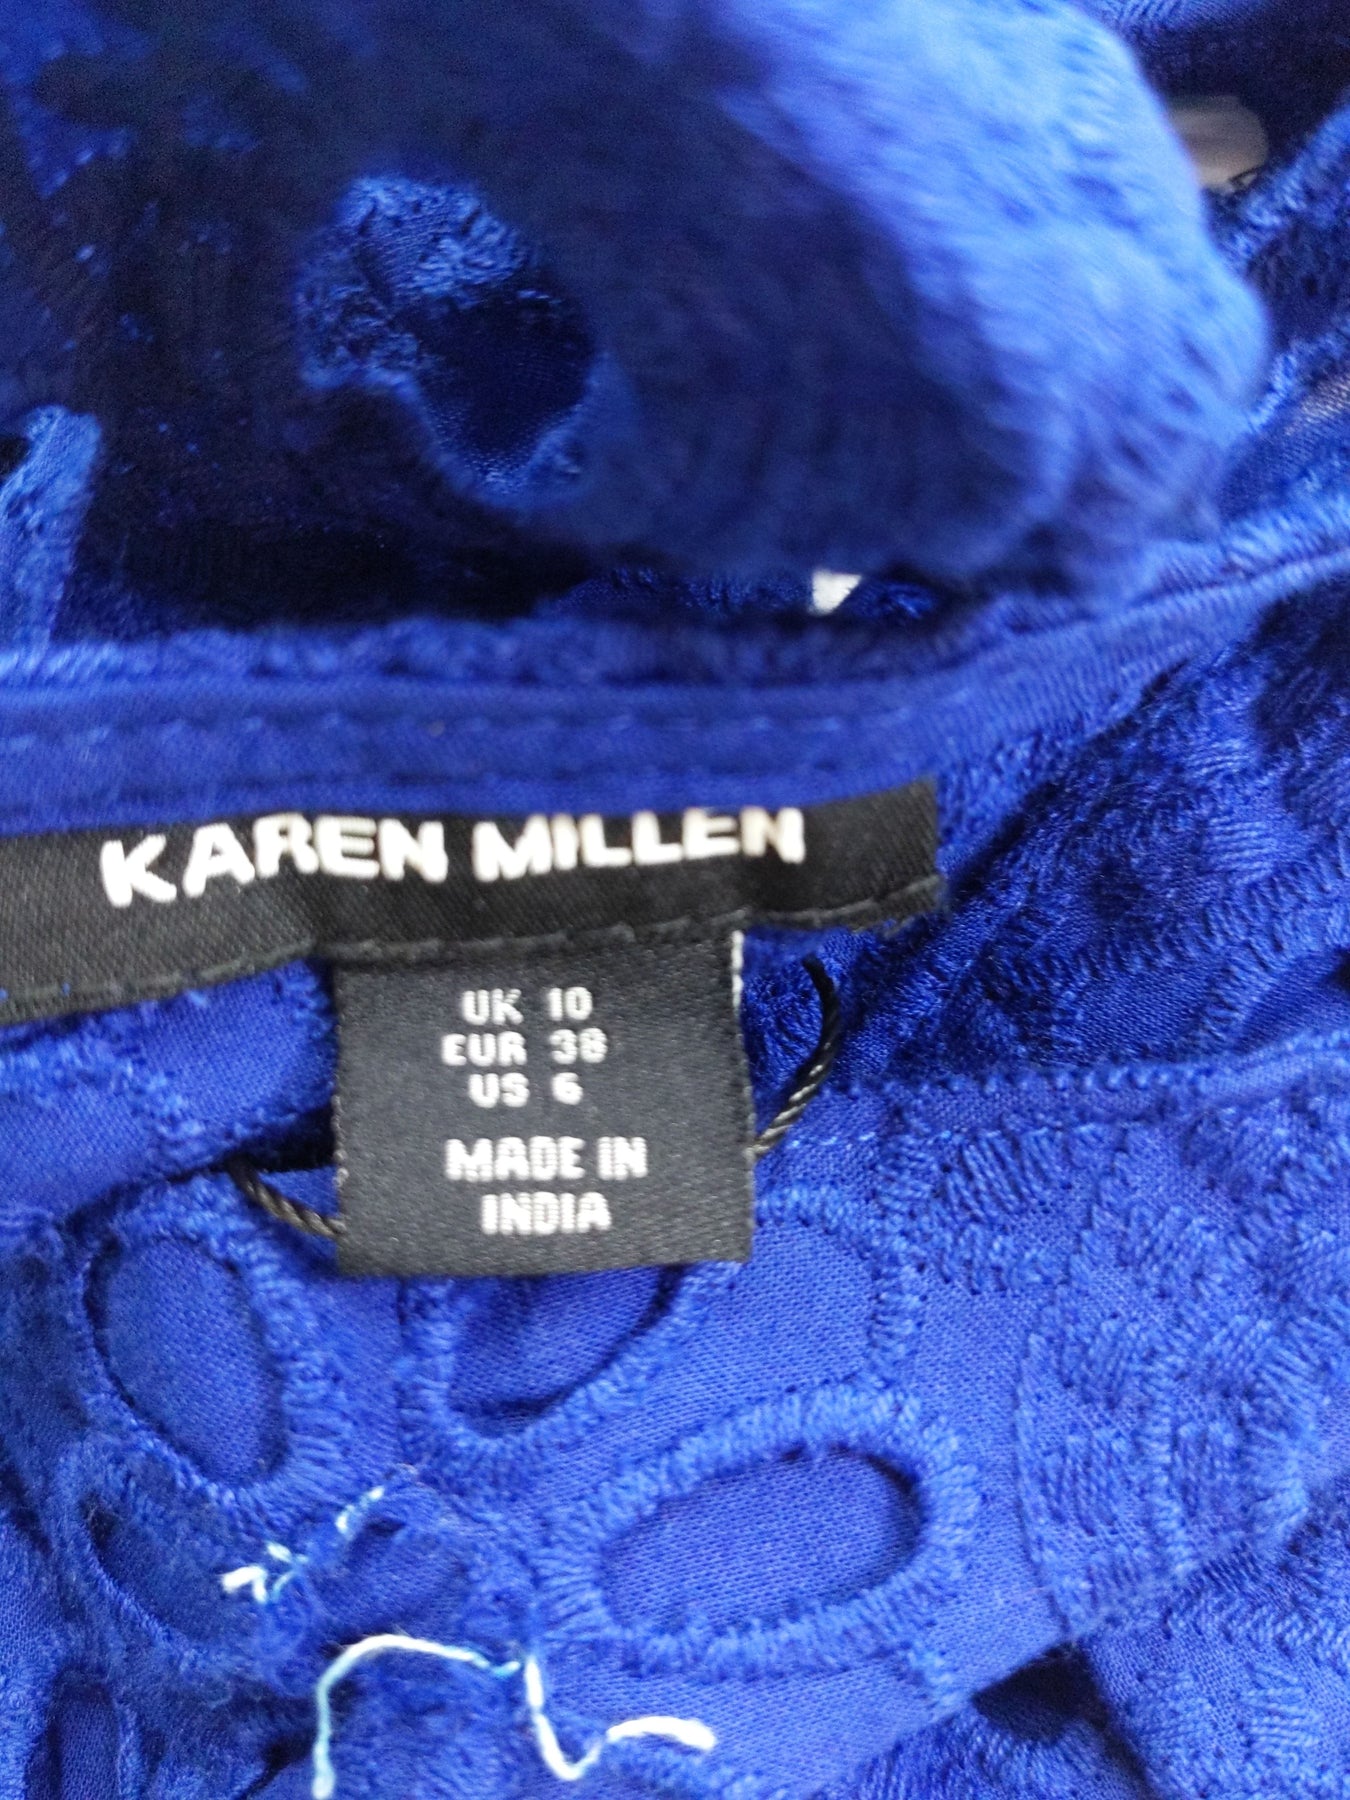 KAREN MILLEN
UK 10
EUR 38
US 6
MADE IN
INDIA